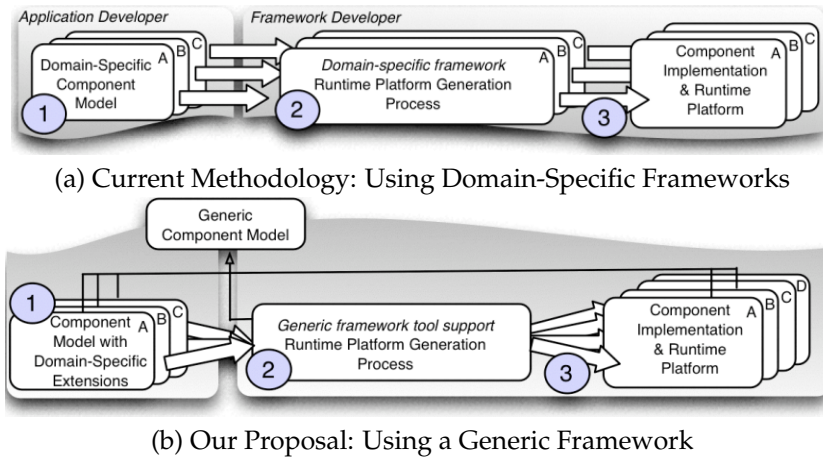 Application Developer
Framework Developer
Domain-Specific
Component
Model
A
B
C
1
Domain-specific framework
Runtime Platform Generation
Process
A
B
C
2
Component
Implementation
& Runtime
Platform
A
B
C
3
(a) Current Methodology: Using Domain-Specific Frameworks
Generic
Component Model
1
Component
Model with
Domain-Specific
Extensions
A
B
C
Generic framework tool support
Runtime Platform Generation
Process
2
3
Component
Implementation
& Runtime
Platform
A
B
C
D
(b) Our Proposal: Using a Generic Framework